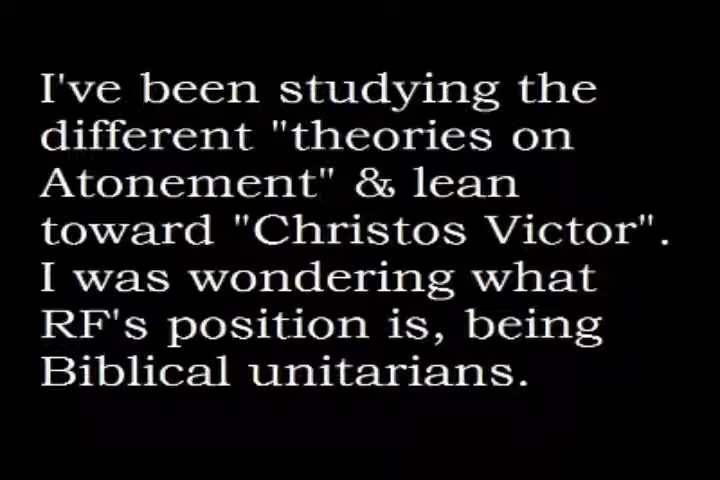 I've been studying the
different "theories on
Atonement" & lean
toward "Christos Victor".
I was wondering what
RF's position is, being
Biblical unitarians.